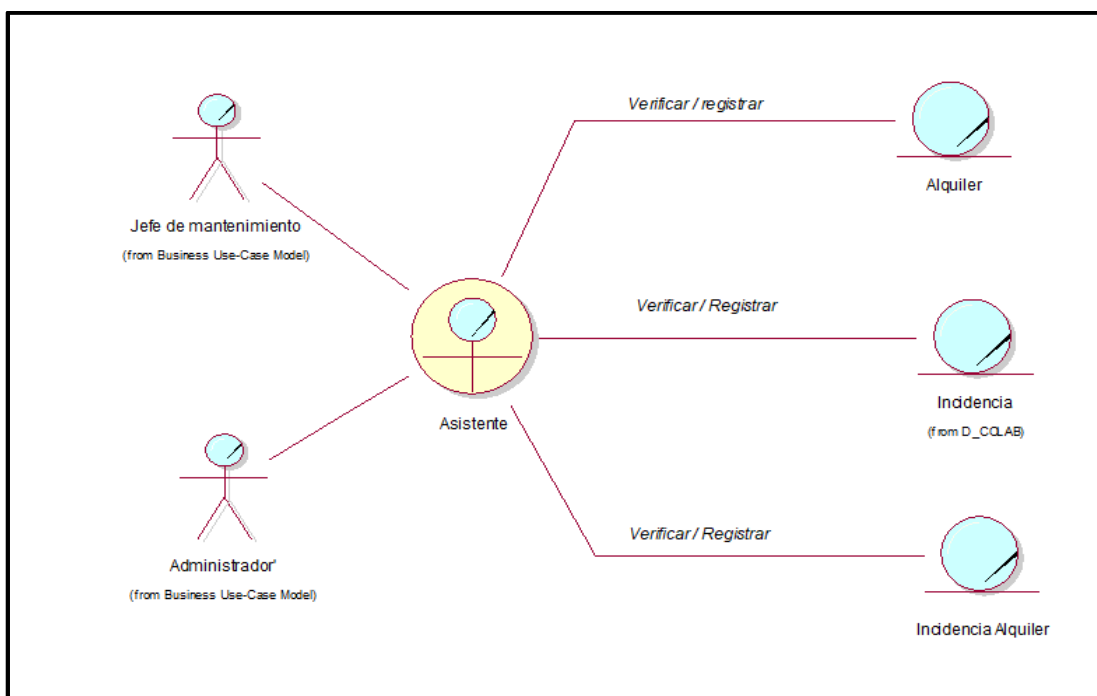 Verificar / registrar
Alquiler
Jefe de mantenimiento
(from Business Use-Case Model)
Verificar / Registrar
Incidencia
(from D_COLAB)
Asistente
Verificar / Registrar
Administrador'
(from Business Use-Case Model)
Incidencia Alquiler